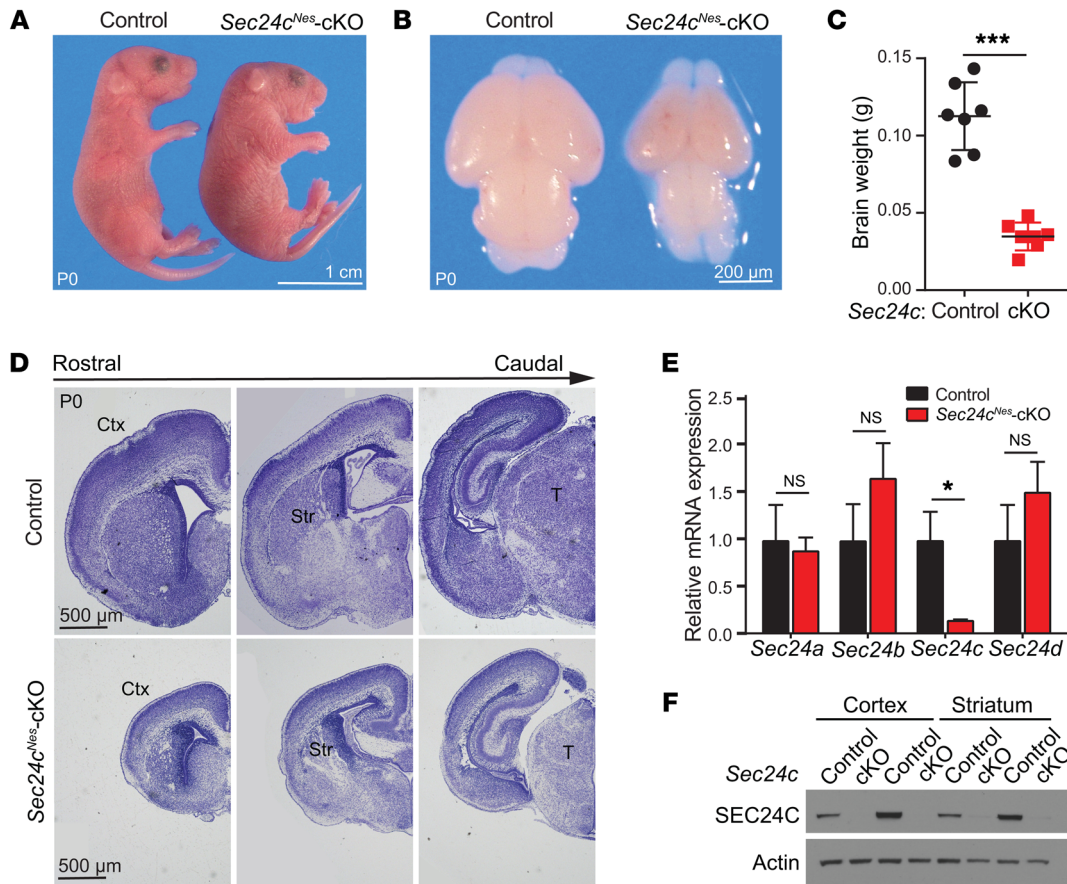 A
Control Sec24cNes-cKO
P0
1 cm
B
Control Sec24cNes-cKO
P0
200 μm
C
***
Brain weight (g)
0.15
0.10
0.05
0.00
Sec24c: Control cKO
D
Rostral Caudal
P0
Ctx
Str
T
Control
500 μm
Ctx
Str
T
Sec24cNes-cKO
500 μm
E
Control
Sec24cNes-cKO
Relative mRNA expression
2.5
2.0
1.5
1.0
0.5
0.0
NS
NS
*
NS
Sec24a Sec24b Sec24c Sec24d
F
Cortex Striatum
Sec24c Control cKO Control cKO Control cKO Control cKO
SEC24C
Actin